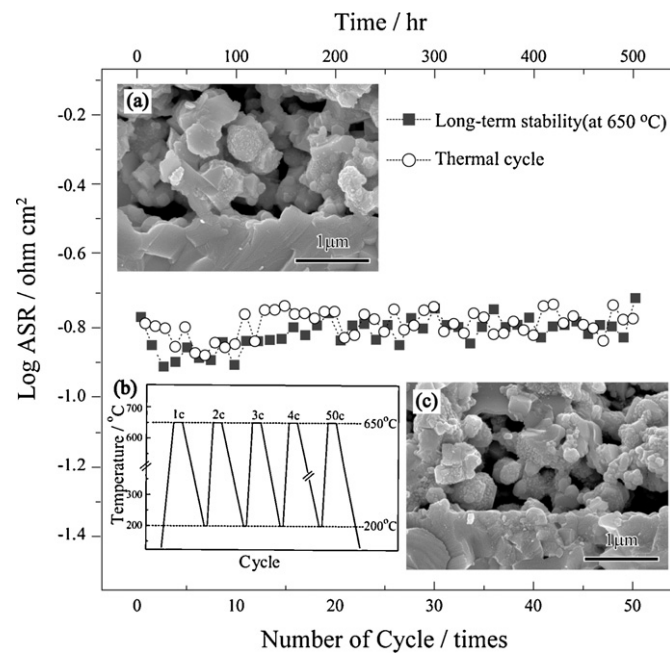 Time / hr
0 100 200 300 400 500
(a)
1μm
Long-term stability(at 650 °C)
Thermal cycle
Log ASR / ohm cm²
-0.2
-0.4
-0.6
-0.8
-1.0
-1.2
-1.4
(b)
Temperature / °C
700
600
300
200
1c 2c 3c 4c 50c
650°C
200°C
Cycle
(c)
1μm
0 10 20 30 40 50
Number of Cycle / times